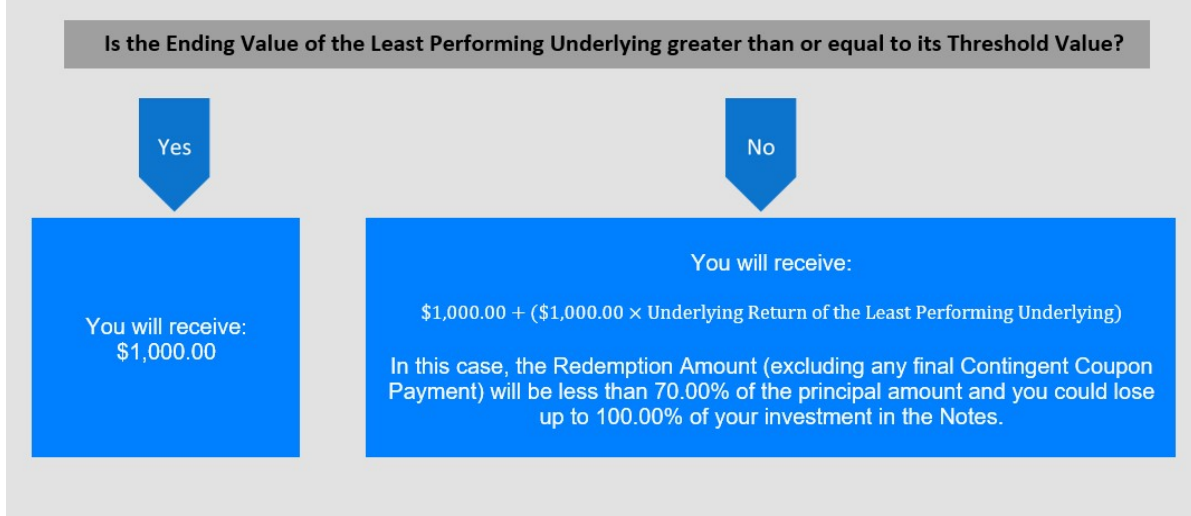 Is the Ending Value of the Least Performing Underlying greater than or equal to its Threshold Value?
Yes
No
You will receive:
$1,000.00
You will receive:
$1,000.00 + ($1,000.00 × Underlying Return of the Least Performing Underlying)
In this case, the Redemption Amount (excluding any final Contingent Coupon
Payment) will be less than 70.00% of the principal amount and you could lose
up to 100.00% of your investment in the Notes.